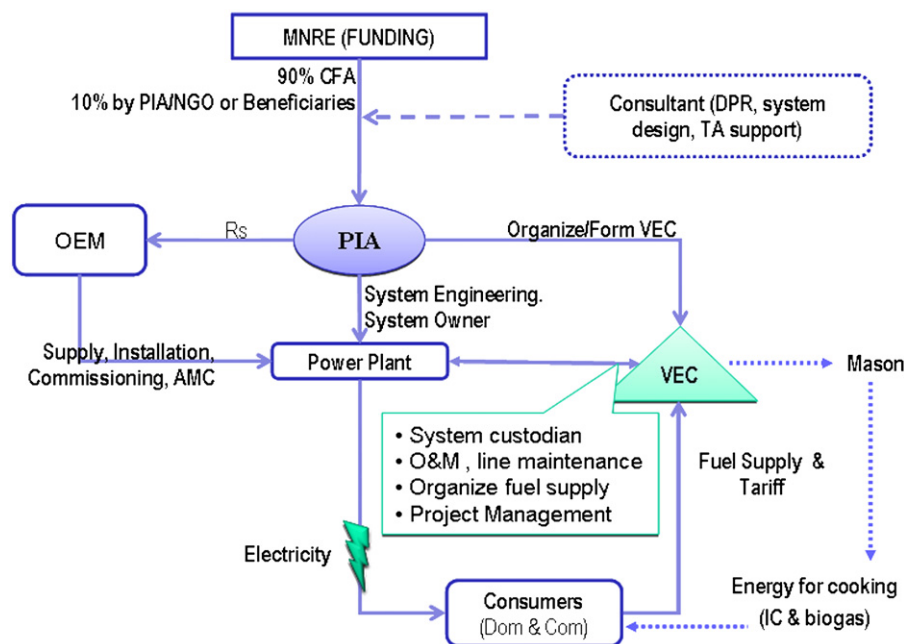 MNRE (FUNDING)
90% CFA
10% by PIA/NGO or Beneficiaries
Consultant (DPR, system
design, TA support)
OEM
Rs
PIA
Organize/Form VEC
System Engineering.
System Owner
Supply, Installation,
Commissioning, AMC
Power Plant
VEC
Mason
• System custodian
• O&M , line maintenance
• Organize fuel supply
• Project Management
Fuel Supply &
Tariff
Electricity
Consumers
(Dom & Com)
Energy for cooking
(IC & biogas)